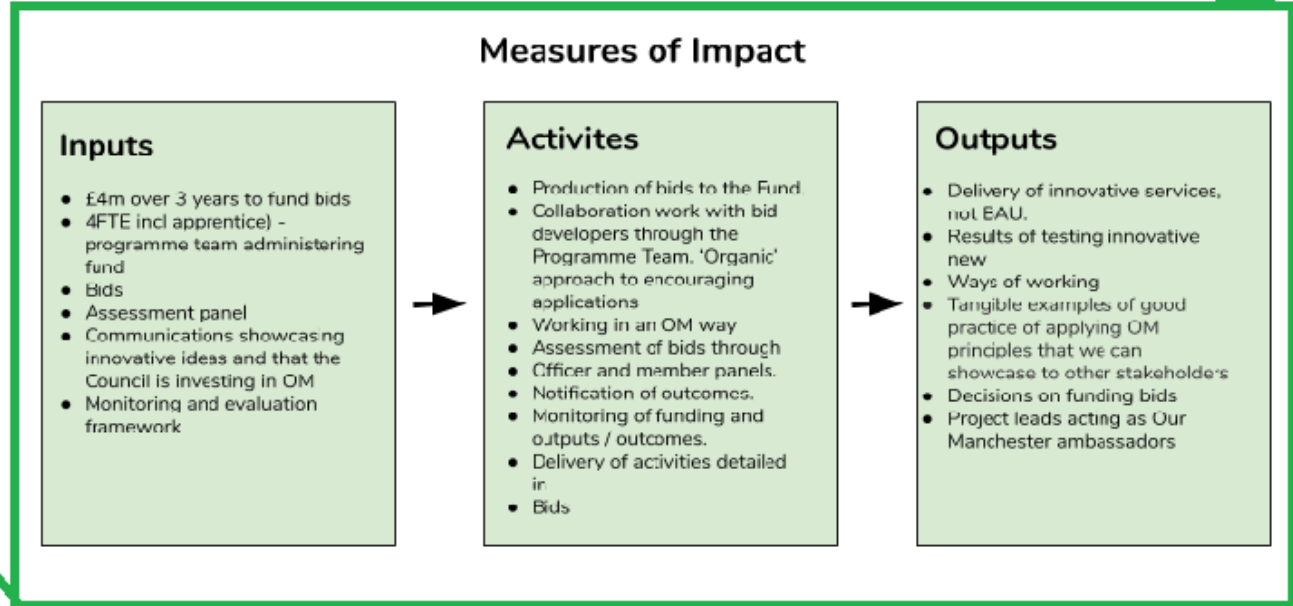 Measures of Impact
Inputs
● £4m over 3 years to fund bids
● 4FTE incl apprentice) -
programme team administering
fund
● Bids
● Assessment panel
● Communications showcasing
innovative ideas and that the
Council is investing in OM
● Monitoring and evaluation
framework
Activites
● Production of bids to the Fund
● Collaboration work with bid
developers through the
Programme Team. 'Organic'
approach to encouraging
applications
● Working in an OM way
● Assessment of bids through
● Officer and member panels.
● Notification of outcomes.
● Monitoring of funding and
outputs / outcomes.
● Delivery of activities detailed
in
● Bids
Outputs
● Delivery of innovative services,
not EAU.
● Results of testing innovative
new
● Ways of working
● Tangible examples of good
practice of applying OM
principles that we can
showcase to other stakeholders
● Decisions on funding bids
● Project leads acting as Our
Manchester ambassadors